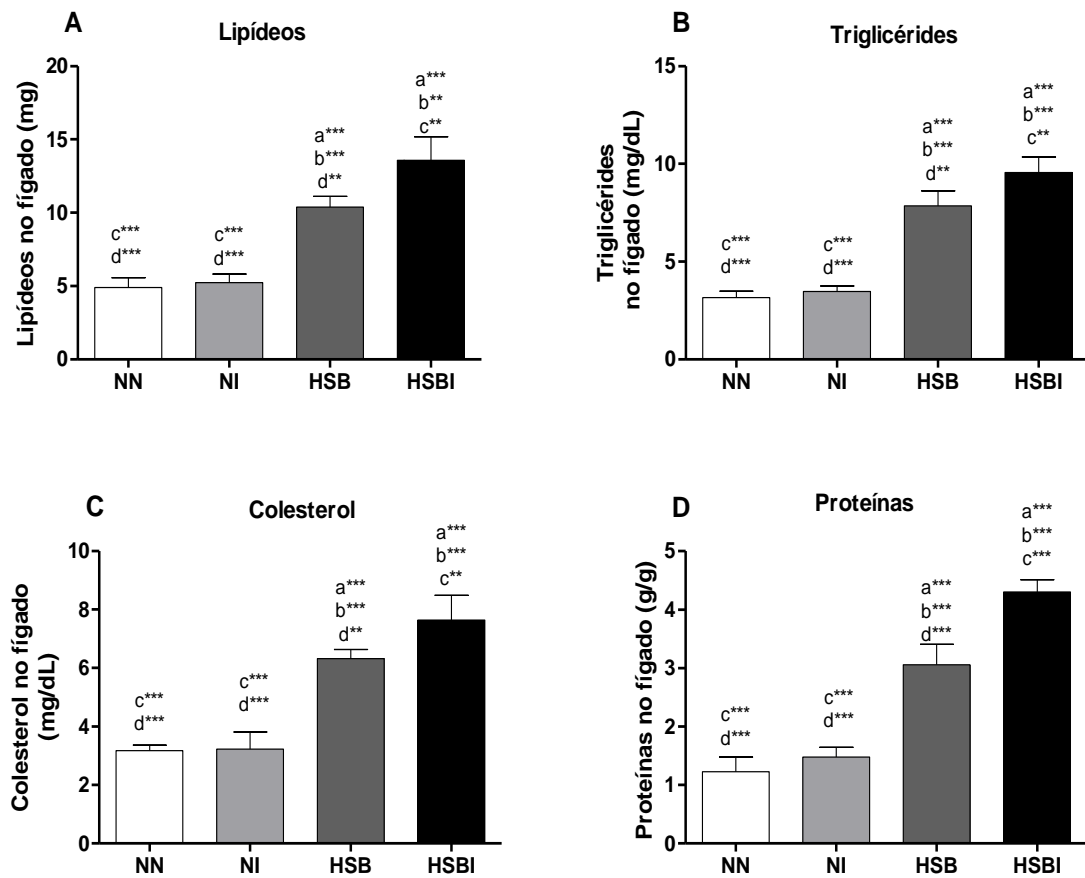 A
Lipídeos
Lipídeos no fígado (mg)
20
15
10
5
0
c***
d***
c***
d***
a***
b***
d**
a***
b**
c**
NN NI HSB HSBI
B
Triglicérides
Triglicérides
no fígado (mg/dL)
15
10
5
0
c***
d***
c***
d***
a***
b***
d**
a***
b***
c**
NN NI HSB HSBI
C
Colesterol
Colesterol no fígado
(mg/dL)
10
8
6
4
2
0
c***
d***
c***
d***
a***
b***
d**
a***
b***
c**
NN NI HSB HSBI
D
Proteínas
Proteínas no fígado (g/g)
5
4
3
2
1
0
c***
d***
c***
d***
a***
b***
d***
a***
b***
c***
NN NI HSB HSBI